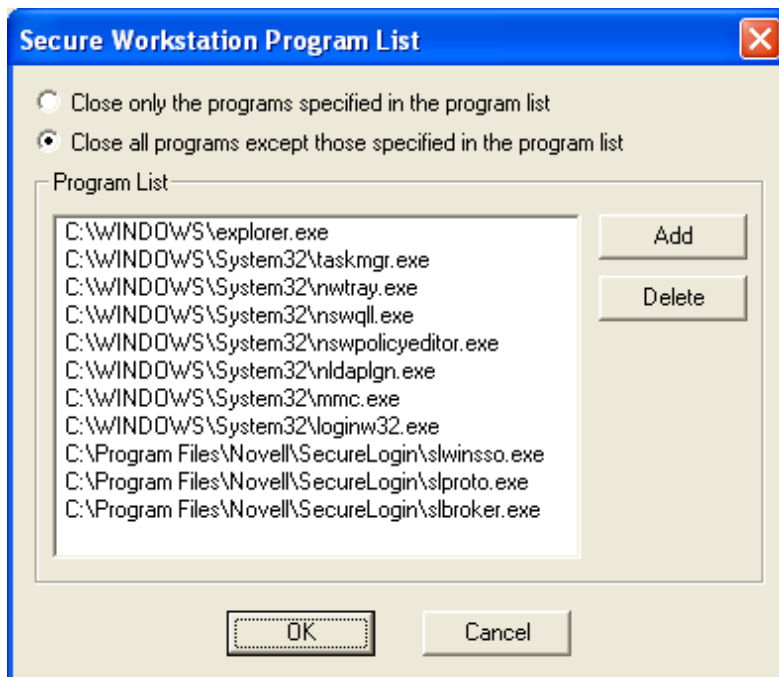 Secure Workstation Program List
Close only the programs specified in the program list
Close all programs except those specified in the program list
Program List
C:\WINDOWS\explorer.exe
C:\WINDOWS\System32\taskmgr.exe
C:\WINDOWS\System32\nwtray.exe
C:\WINDOWS\System32\nswqll.exe
C:\WINDOWS\System32\nswpolicyeditor.exe
C:\WINDOWS\System32\nldaplgn.exe
C:\WINDOWS\System32\mmc.exe
C:\WINDOWS\System32\loginw32.exe
C:\Program Files\Novell\SecureLogin\slwinsso.exe
C:\Program Files\Novell\SecureLogin\slproto.exe
C:\Program Files\Novell\SecureLogin\slbroker.exe
Add
Delete
OK
Cancel